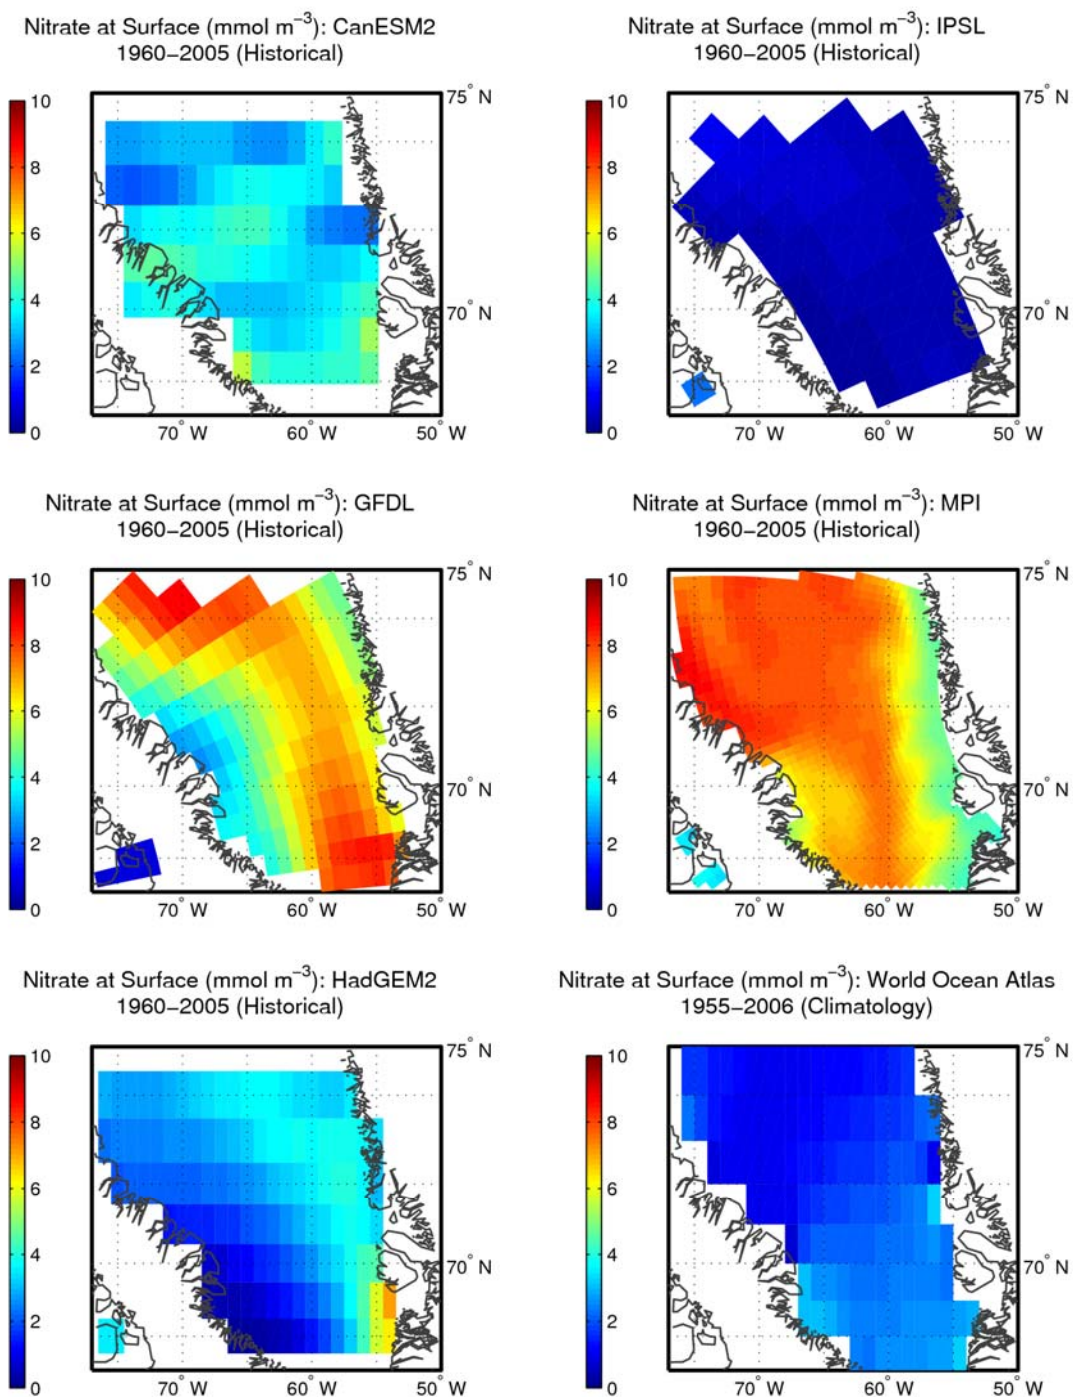 Nitrate at Surface (mmol m⁻³): CanESM2
1960−2005 (Historical)
10
8
6
4
2
0
75° N
70° N
70° W
60° W
50° W
Nitrate at Surface (mmol m⁻³): IPSL
1960−2005 (Historical)
10
8
6
4
2
0
75° N
70° N
70° W
60° W
50° W
Nitrate at Surface (mmol m⁻³): GFDL
1960−2005 (Historical)
10
8
6
4
2
0
75° N
70° N
70° W
60° W
50° W
Nitrate at Surface (mmol m⁻³): MPI
1960−2005 (Historical)
10
8
6
4
2
0
75° N
70° N
70° W
60° W
50° W
Nitrate at Surface (mmol m⁻³): HadGEM2
1960−2005 (Historical)
10
8
6
4
2
0
75° N
70° N
70° W
60° W
50° W
Nitrate at Surface (mmol m⁻³): World Ocean Atlas
1955−2006 (Climatology)
10
8
6
4
2
0
75° N
70° N
70° W
60° W
50° W